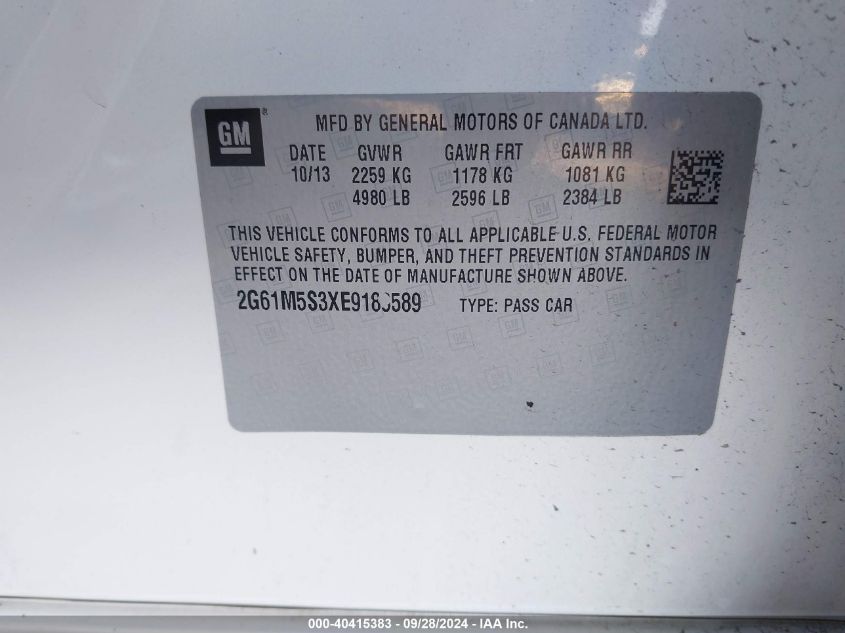 GM ®
MFD BY GENERAL MOTORS OF CANADA LTD.
DATE GVWR GAWR FRT GAWR RR
10/13 2259 KG 1178 KG 1081 KG
4980 LB 2596 LB 2384 LB
THIS VEHICLE CONFORMS TO ALL APPLICABLE U.S. FEDERAL MOTOR
VEHICLE SAFETY, BUMPER, AND THEFT PREVENTION STANDARDS IN
EFFECT ON THE DATE OF MANUFACTURE SHOWN ABOVE.
TYPE: PASS CAR
000-40415383 - 09/28/2024 - IAA Inc.